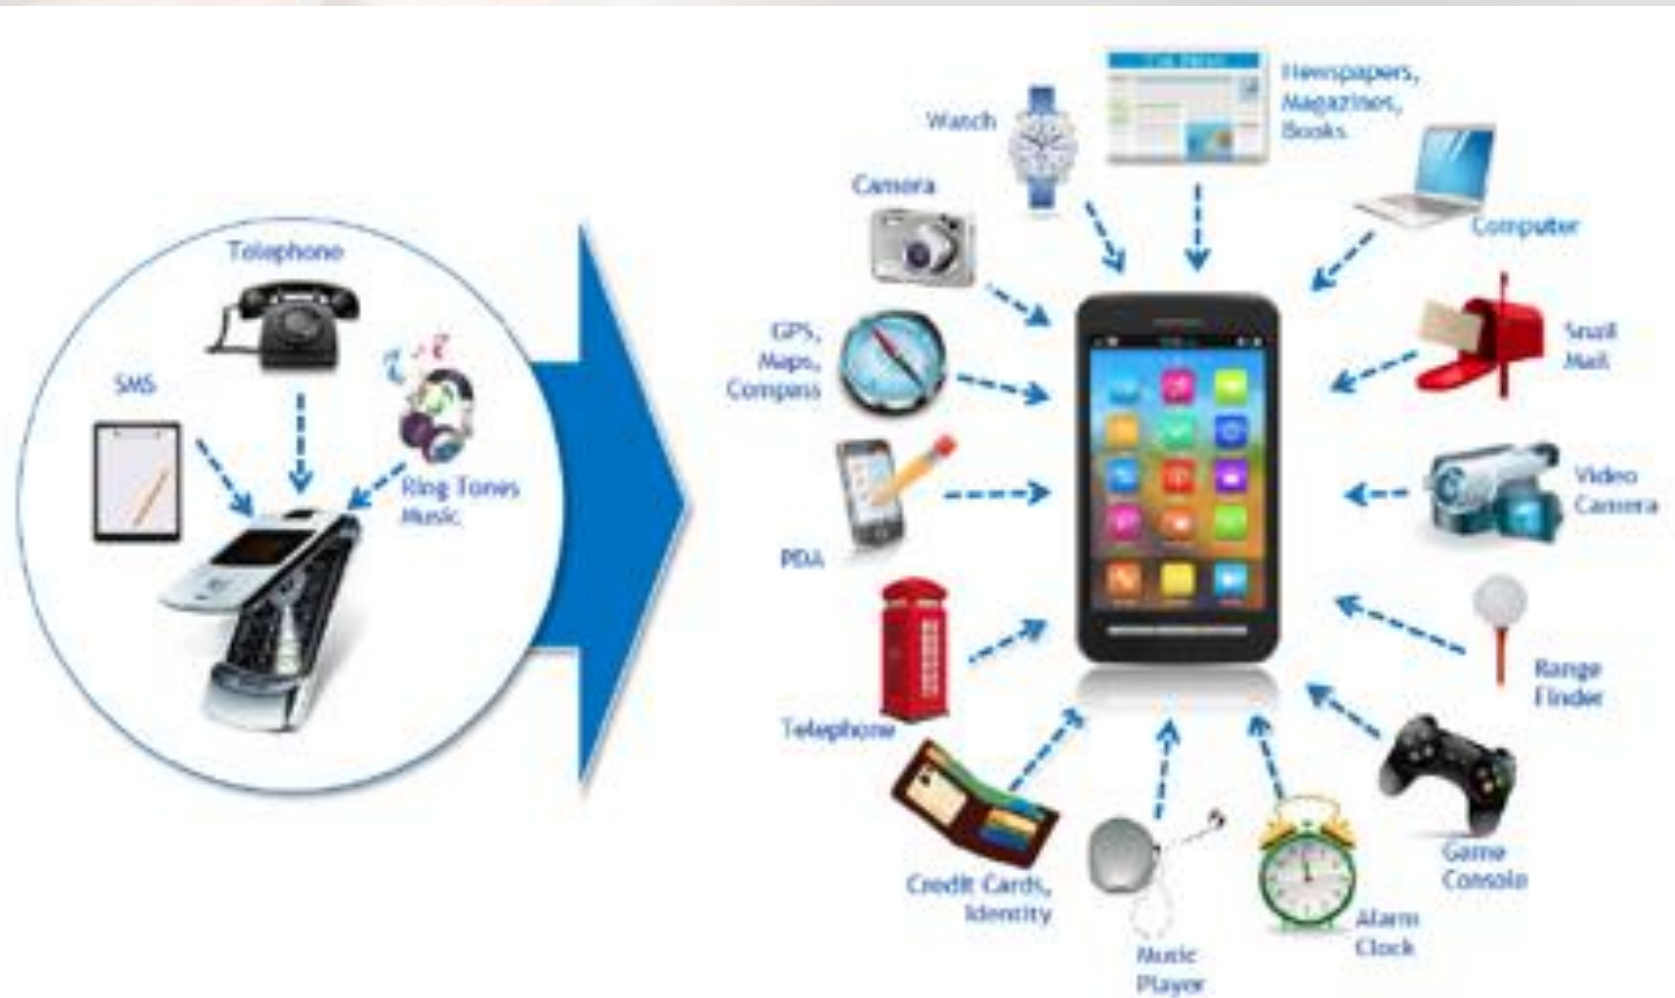 Telephone
SMS
Ring Tones
Music
Watch
Newspapers,
Magazines,
Books
Camera
Computer
GPS,
Maps,
Compass
Snail
Mail
PDA
Video
Camera
Telephone
Range
Finder
Credit Cards,
Identity
Game
Console
Music
Player
Alarm
Clock